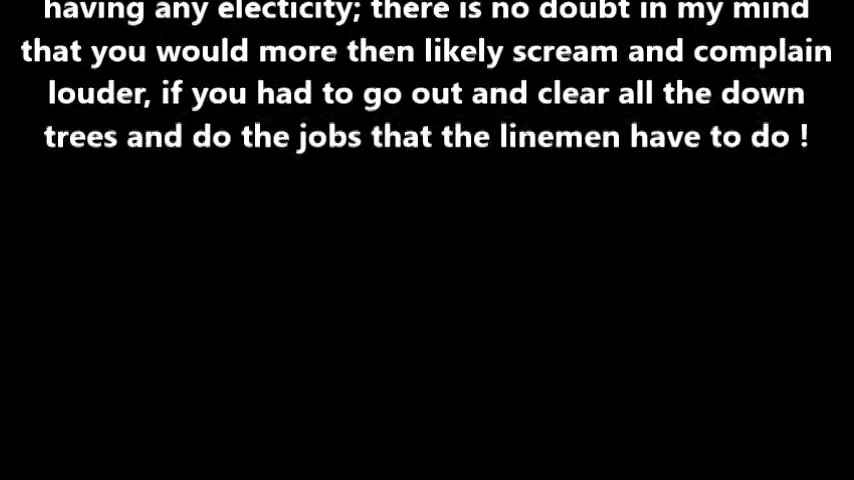 having any electicity; there is no doubt in my mind
that you would more then likely scream and complain
louder, if you had to go out and clear all the down
trees and do the jobs that the linemen have to do !